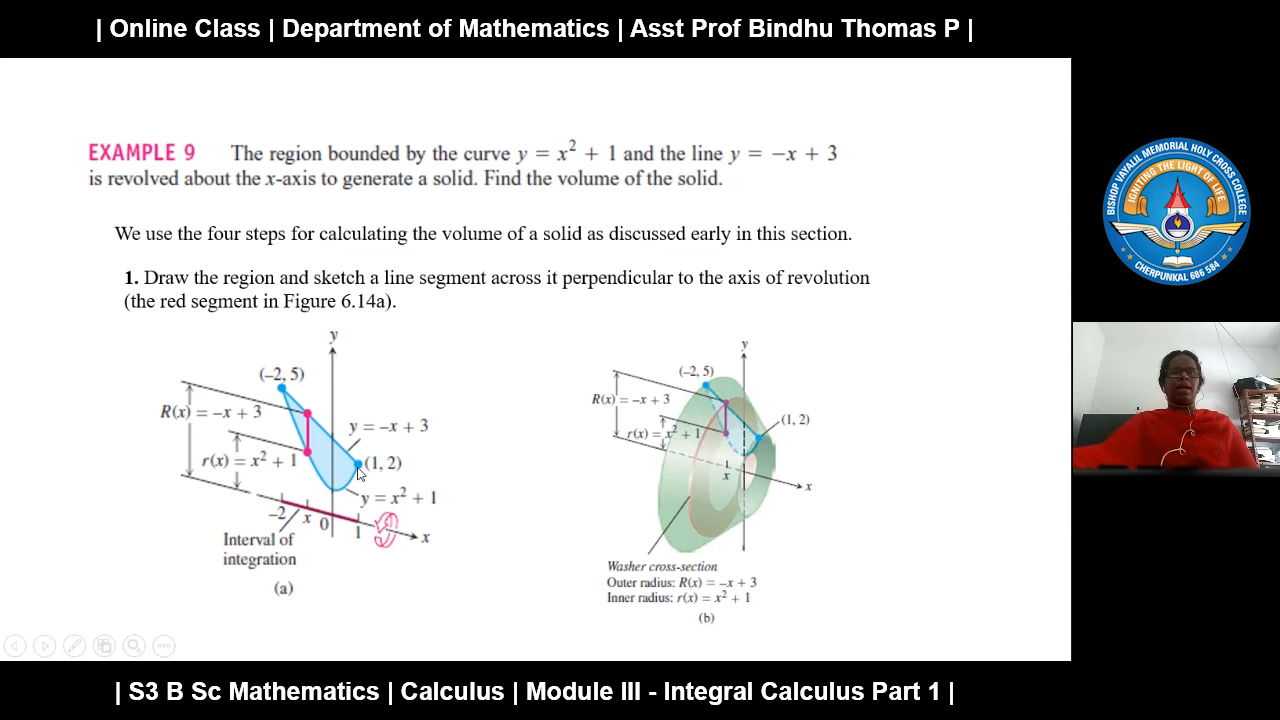 | Online Class | Department of Mathematics | Asst Prof Bindhu Thomas P |
EXAMPLE 9 The region bounded by the curve y = x² + 1 and the line y = −x + 3
is revolved about the x-axis to generate a solid. Find the volume of the solid.
We use the four steps for calculating the volume of a solid as discussed early in this section.
1. Draw the region and sketch a line segment across it perpendicular to the axis of revolution
(the red segment in Figure 6.14a).
y
(–2, 5)
R(x) = –x + 3
y = –x + 3
r(x) = x² + 1
(1, 2)
y = x² + 1
–2
x
0
1
x
Interval of
integration
(a)
y
(–2, 5)
R(x) = –x + 3
(1, 2)
r(x) = x² + 1
1
x
x
Washer cross-section
Outer radius: R(x) = –x + 3
Inner radius: r(x) = x² + 1
(b)
BISHOP VAYALIL MEMORIAL HOLY CROSS COLLEGE
IGNITING THE LIGHT OF LIFE
CHERPUNKAL 686 584
| S3 B Sc Mathematics | Calculus | Module III - Integral Calculus Part 1 |